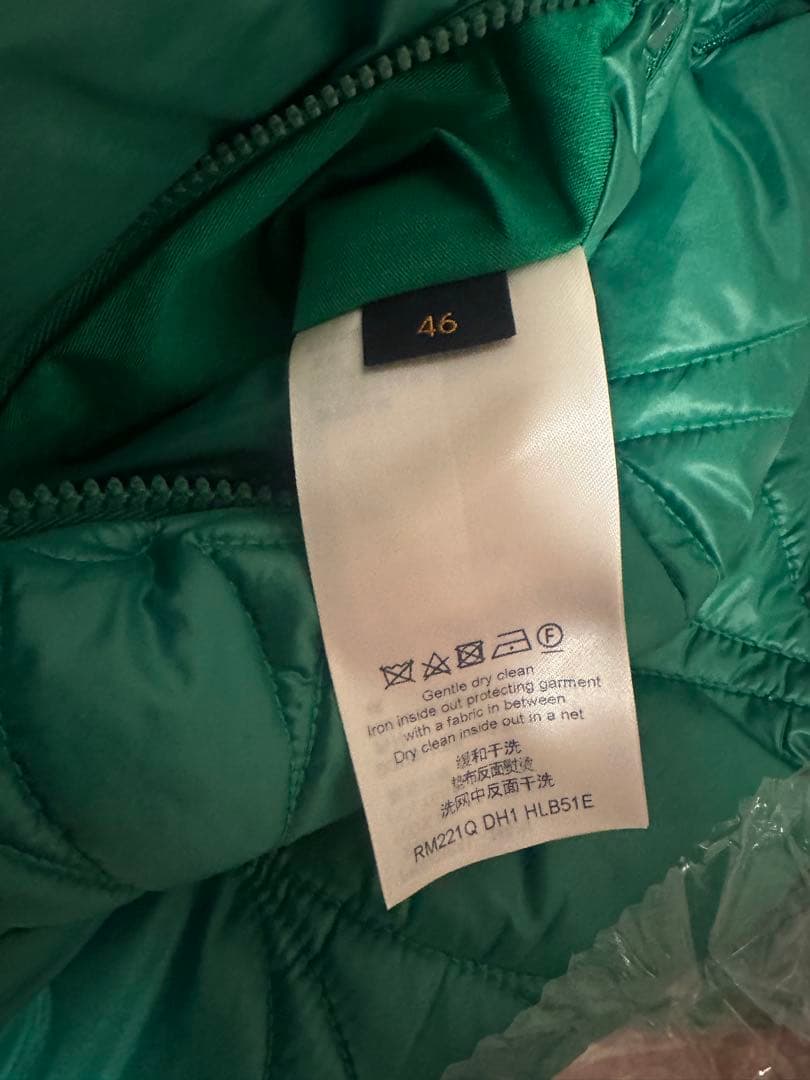 46
F
Gentle dry clean
Iron inside out protecting garment
with a fabric in between
Dry clean inside out in a net
缓和干洗
垫布反面熨烫
洗网中反面干洗
RM221Q DH1 HLB51E